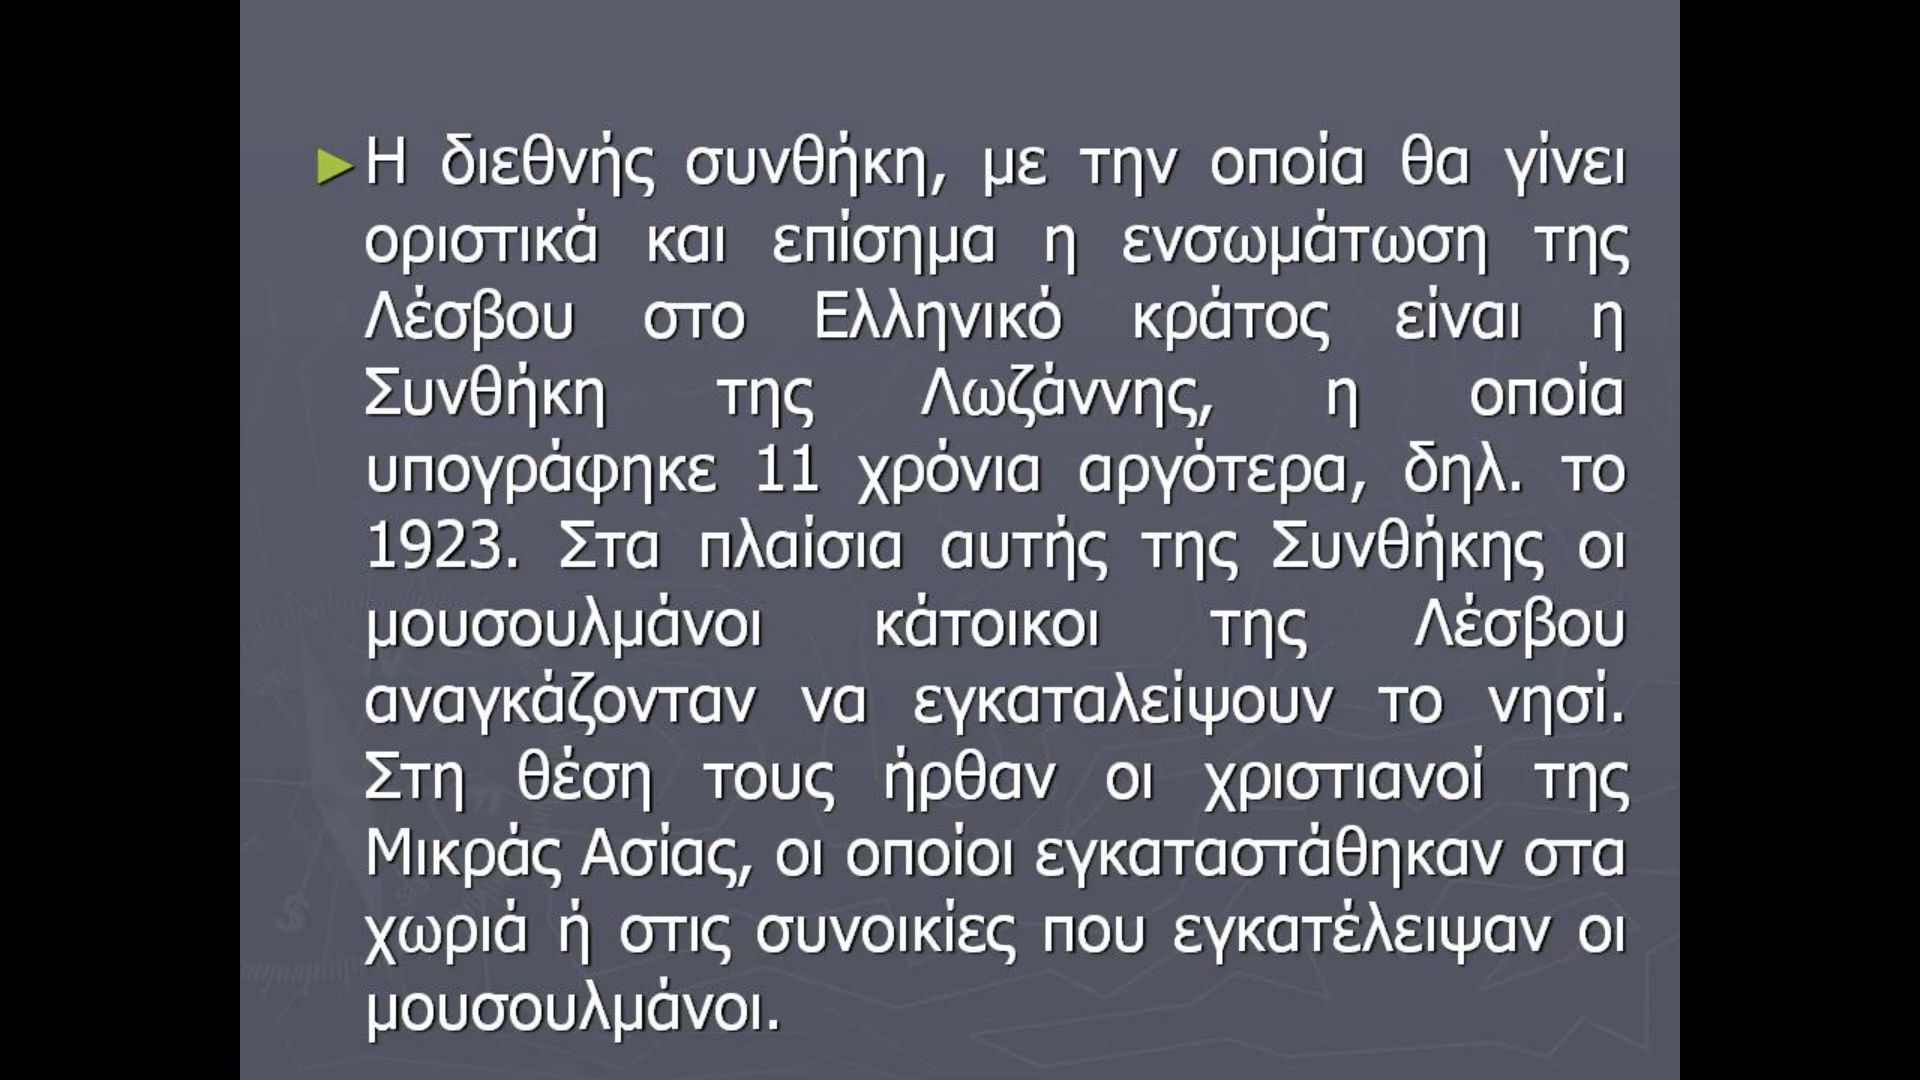 Η διεθνής συνθήκη, με την οποία θα γίνει
οριστικά και επίσημα η ενσωμάτωση της
Λέσβου στο Ελληνικό κράτος είναι η
Συνθήκη της Λωζάννης, η οποία
υπογράφηκε 11 χρόνια αργότερα, δηλ. το
1923. Στα πλαίσια αυτής της Συνθήκης οι
μουσουλμάνοι κάτοικοι της Λέσβου
αναγκάζονταν να εγκαταλείψουν το νησί.
Στη θέση τους ήρθαν οι χριστιανοί της
Μικράς Ασίας, οι οποίοι εγκαταστάθηκαν στα
χωριά ή στις συνοικίες που εγκατέλειψαν οι
μουσουλμάνοι.